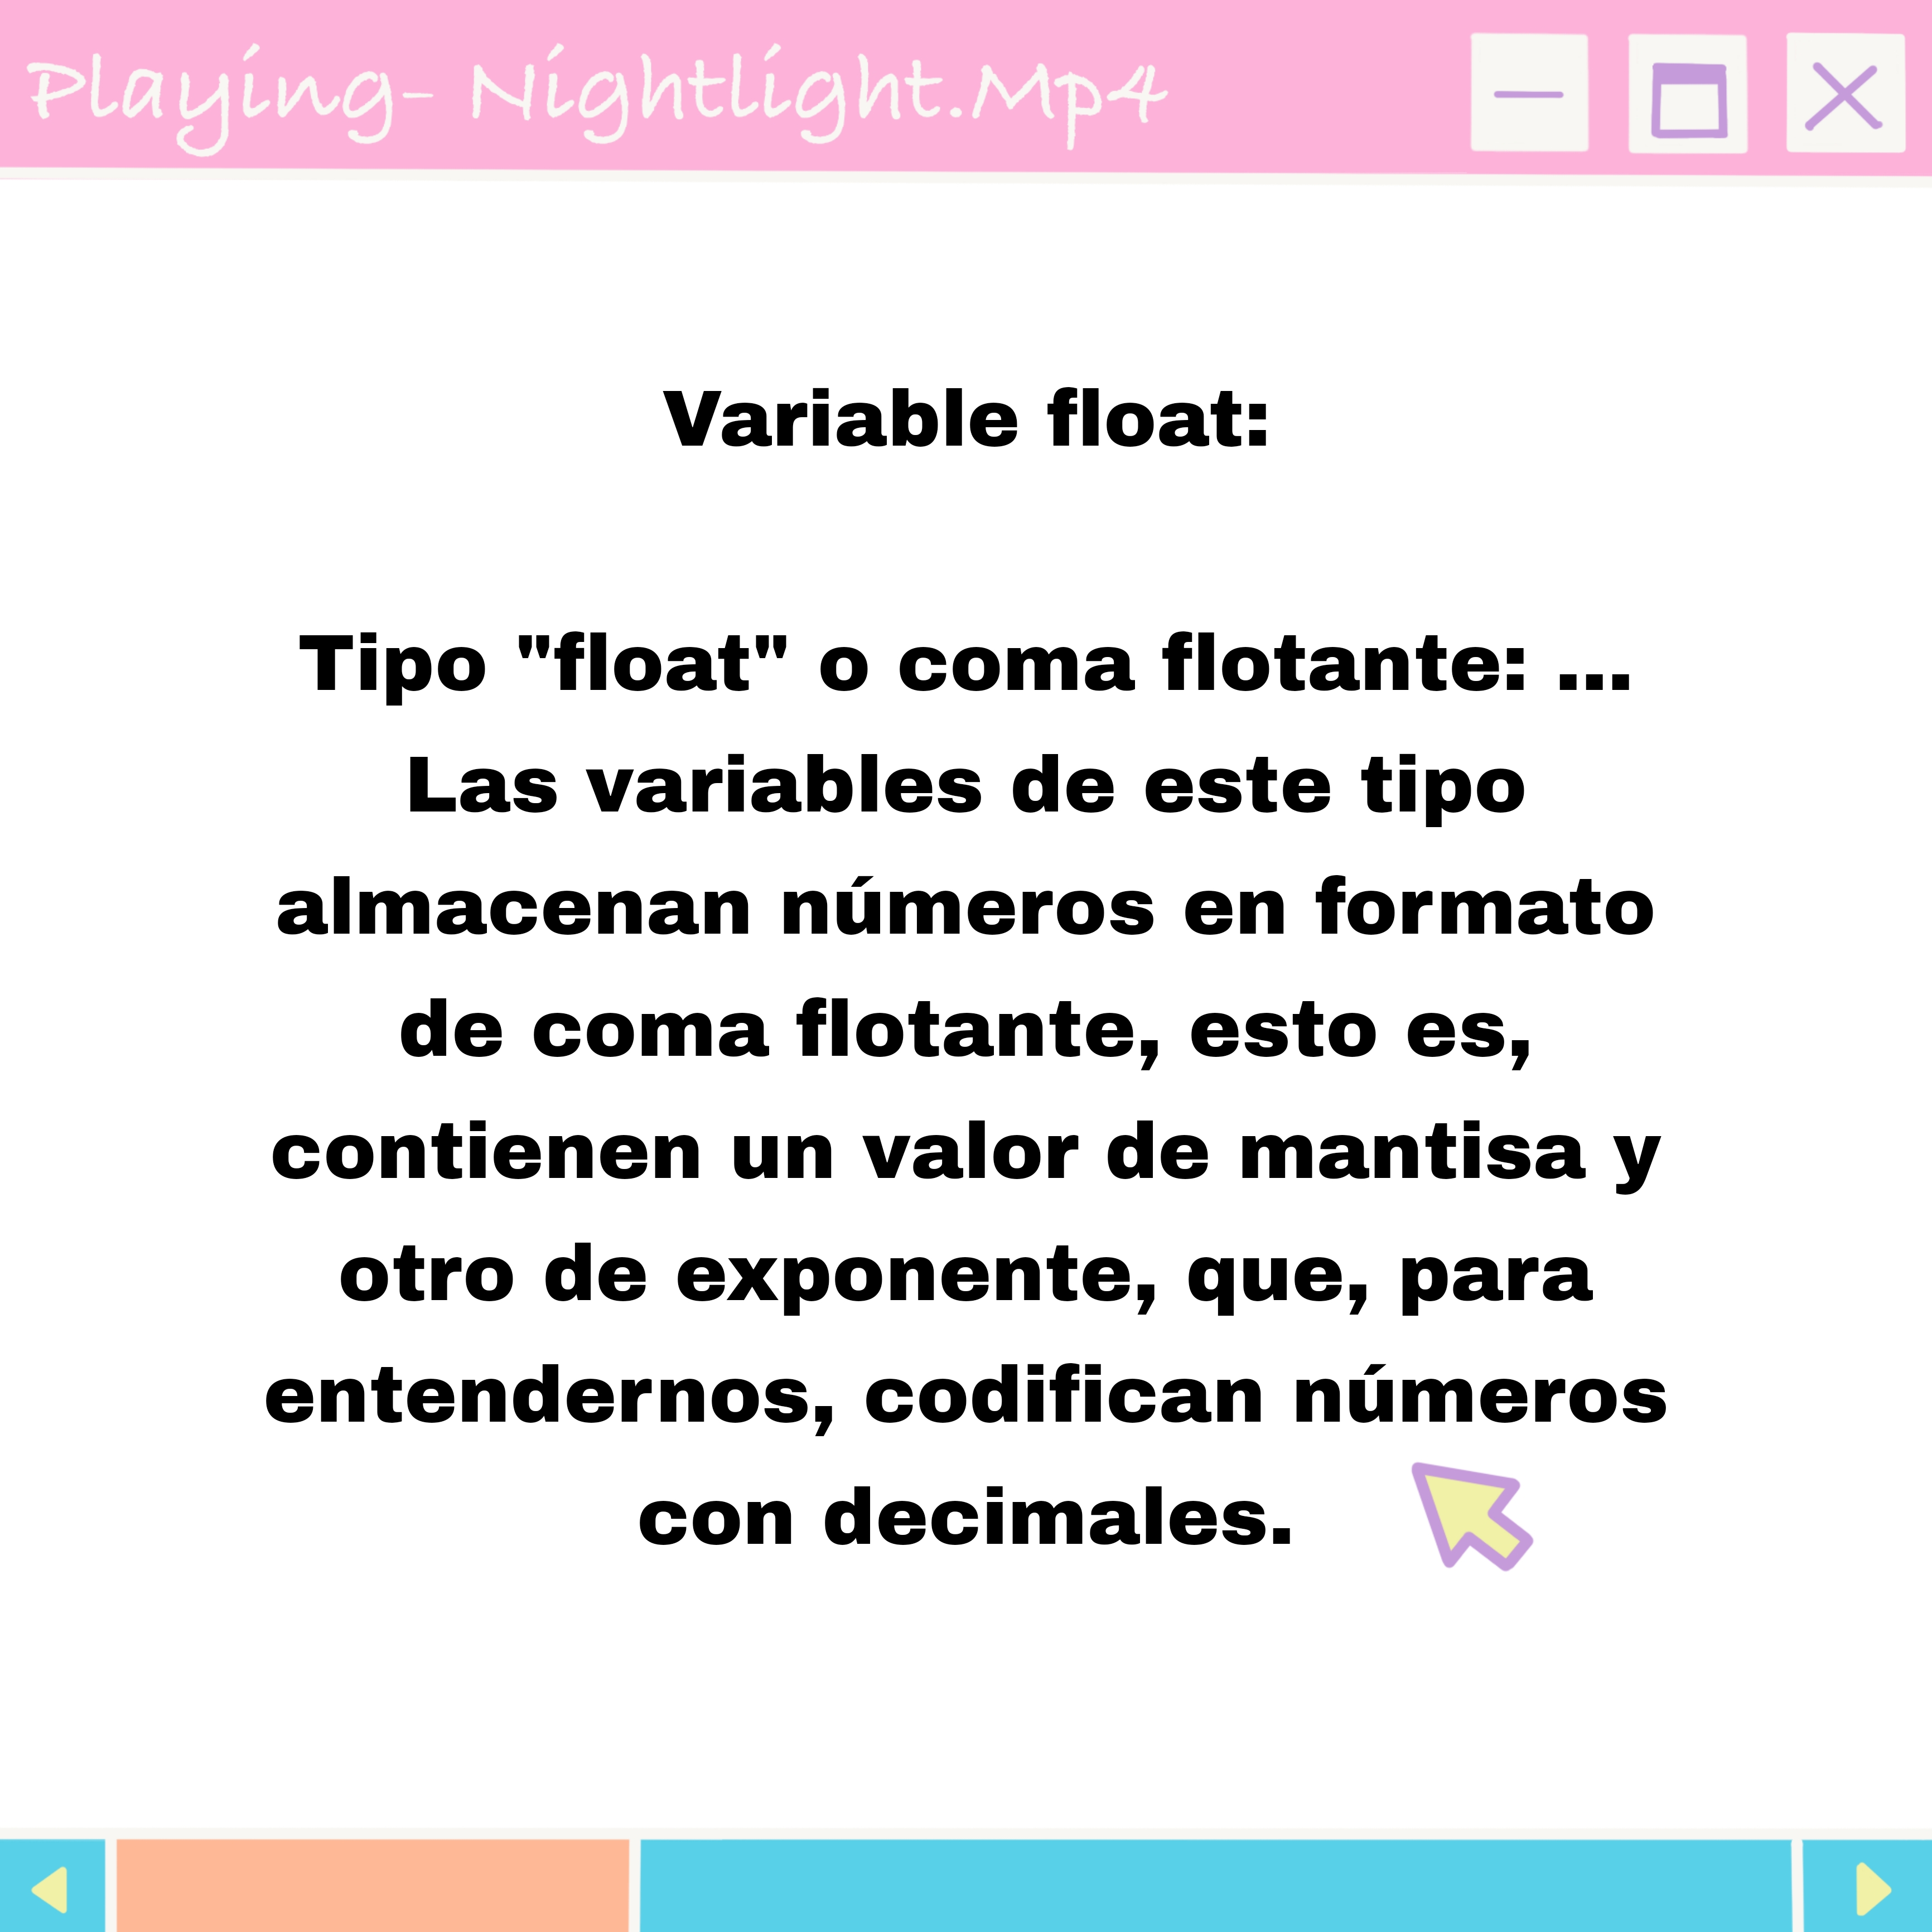 Playing- Nightlight.Mp4
Variable float:
Tipo "float" o coma flotante: ...
Las variables de este tipo
almacenan números en formato
de coma flotante, esto es,
contienen un valor de mantisa y
otro de exponente, que, para
entendernos, codifican números
con decimales.